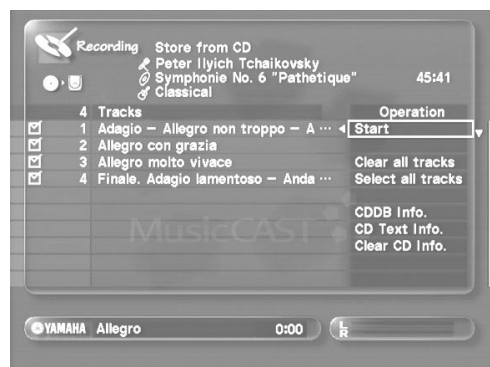 Recording
Store from CD
Peter Ilyich Tchaikovsky
Symphonie No. 6 "Pathetique"
45:41
Classical
4 Tracks
Operation
1 Adagio – Allegro non troppo – A ···
Start
2 Allegro con grazia
3 Allegro molto vivace
Clear all tracks
4 Finale. Adagio lamentoso – Anda ···
Select all tracks
CDDB Info.
MusicCAST
CD Text Info.
Clear CD Info.
YAMAHA Allegro 0:00
L
R